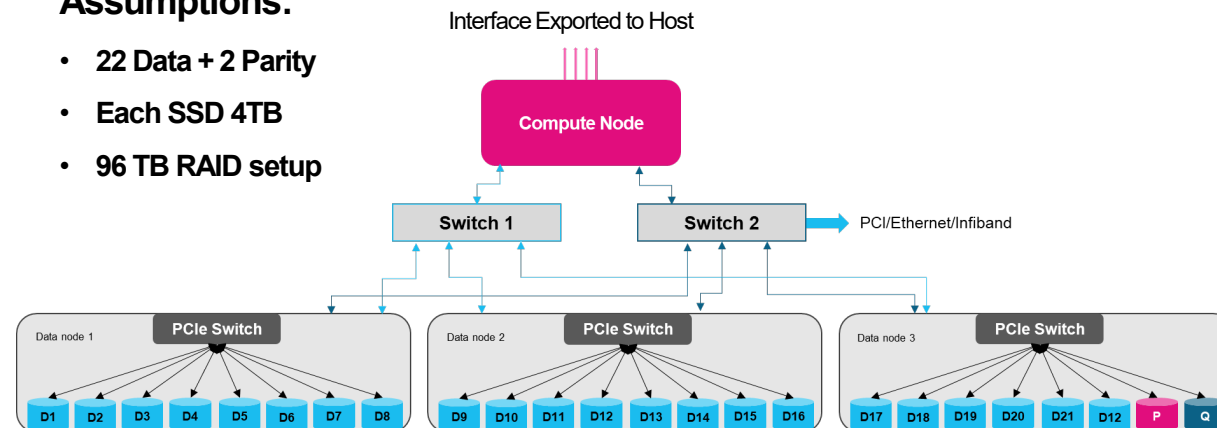 Assumptions:
• 22 Data + 2 Parity
• Each SSD 4TB
• 96 TB RAID setup
Interface Exported to Host
Compute Node
Switch 1
Switch 2
PCI/Ethernet/Infiband
Data node 1
PCIe Switch
D1 D2 D3 D4 D5 D6 D7 D8
Data node 2
PCIe Switch
D9 D10 D11 D12 D13 D14 D15 D16
Data node 3
PCIe Switch
D17 D18 D19 D20 D21 D12 P Q